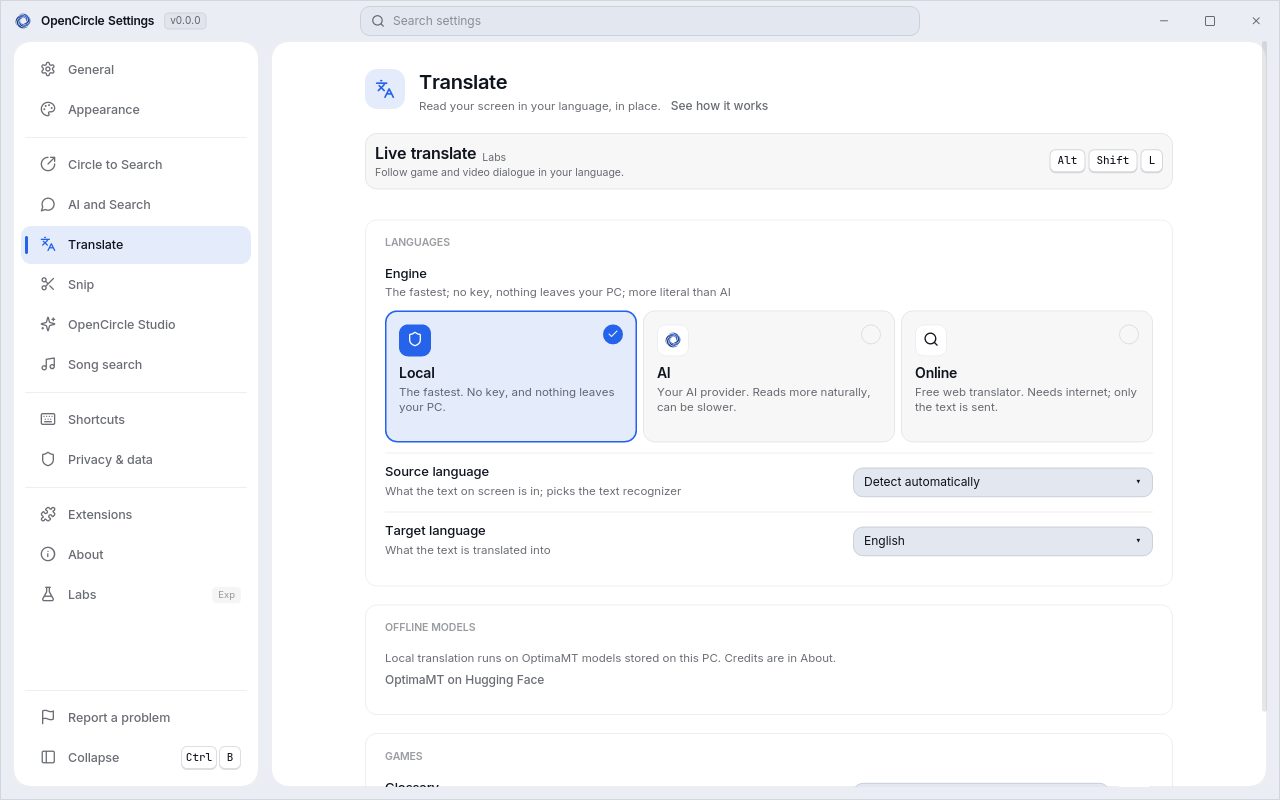 OpenCircle Settings
v0.0.0
Search settings
General
Appearance
Circle to Search
AI and Search
Translate
Snip
OpenCircle Studio
Song search
Shortcuts
Privacy & data
Extensions
About
Labs
Exp
Report a problem
Collapse
Ctrl B
Translate
Read your screen in your language, in place. See how it works
Live translate Labs
Follow game and video dialogue in your language.
Alt Shift L
LANGUAGES
Engine
The fastest; no key, nothing leaves your PC; more literal than AI
Local
The fastest. No key, and nothing leaves
your PC.
AI
Your AI provider. Reads more naturally,
can be slower.
Online
Free web translator. Needs internet; only
the text is sent.
Source language
What the text on screen is in; picks the text recognizer
Detect automatically
Target language
What the text is translated into
English
OFFLINE MODELS
Local translation runs on OptimaMT models stored on this PC. Credits are in About.
OptimaMT on Hugging Face
GAMES
Glossary